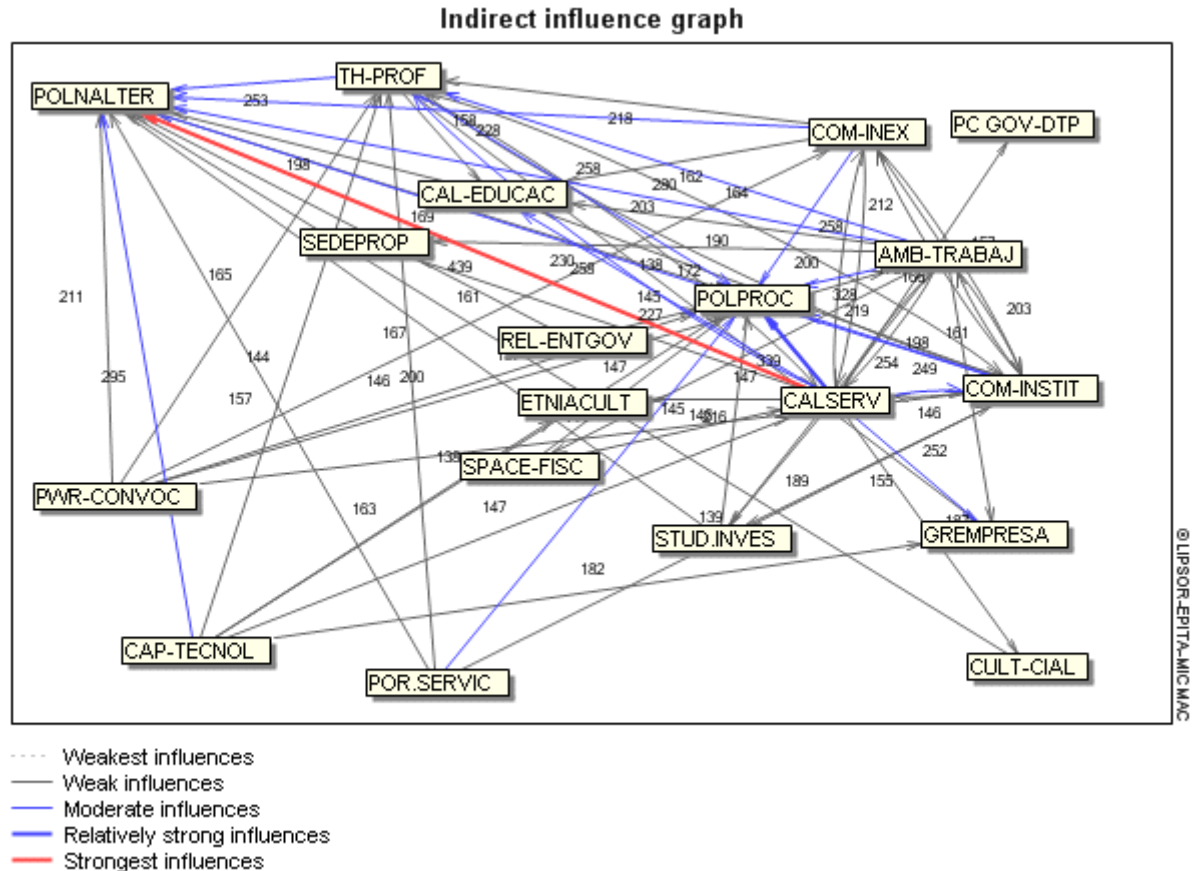 Indirect influence graph
TH-PROF
POLNALTER
253
158
228
218
COM-INEX
PC GOV-DTP
198
258
280
162
164
CAL-EDUCAC
203
212
169
258
SEDEPROP
190
AMB-TRABAJ
165
439
230
258
138
172
200
211
161
145
POLPROC
328
219
227
203
167
REL-ENTGOV
161
198
144
339
254
249
295
146
200
147
147
COM-INSTIT
157
ETNIACULT
145
CALSERV
146
216
146
252
138
SPACE-FISC
PWR-CONVOC
189
155
163
147
139
STUD.INVES
GREMPRESA
182
CAP-TECNOL
POR.SERVIC
CULT-CIAL
© LIPSOR-EPITA-MICMAC
Weakest influences
Weak influences
Moderate influences
Relatively strong influences
Strongest influences